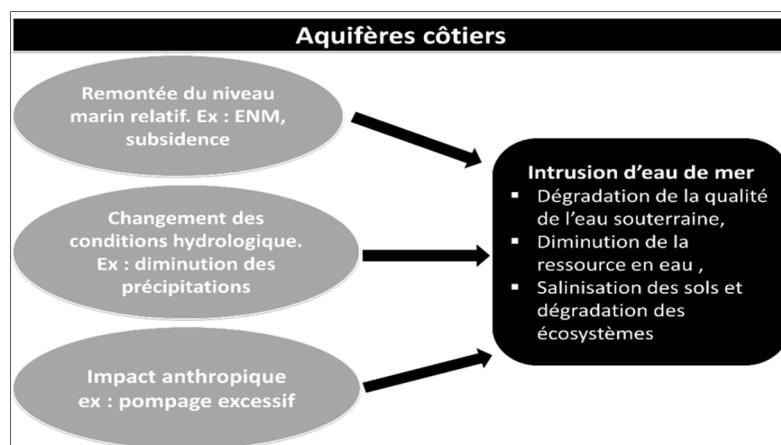 Aquifères côtiers
Remontée du niveau
marin relatif. Ex : ENM,
subsidence
Changement des
conditions hydrologique.
Ex : diminution des
précipitations
Impact anthropique
ex : pompage excessif
Intrusion d'eau de mer
▪ Dégradation de la qualité
de l'eau souterraine,
▪ Diminution de la
ressource en eau ,
▪ Salinisation des sols et
dégradation des
écosystèmes